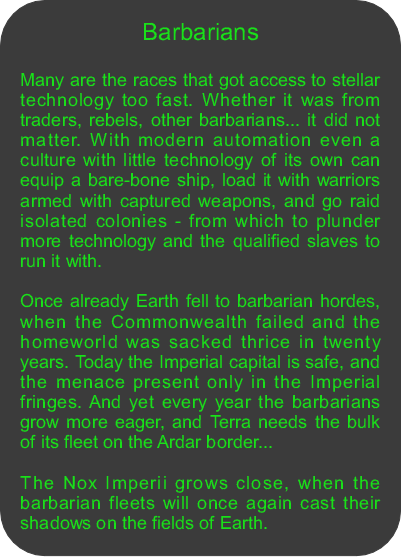 Barbarians
Many are the races that got access to stellar
technology too fast. Whether it was from
traders, rebels, other barbarians... it did not
matter. With modern automation even a
culture with little technology of its own can
equip a bare-bone ship, load it with warriors
armed with captured weapons, and go raid
isolated colonies - from which to plunder
more technology and the qualified slaves to
run it with.
Once already Earth fell to barbarian hordes,
when the Commonwealth failed and the
homeworld was sacked thrice in twenty
years. Today the Imperial capital is safe, and
the menace present only in the Imperial
fringes. And yet every year the barbarians
grow more eager, and Terra needs the bulk
of its fleet on the Ardar border...
The Nox Imperii grows close, when the
barbarian fleets will once again cast their
shadows on the fields of Earth.